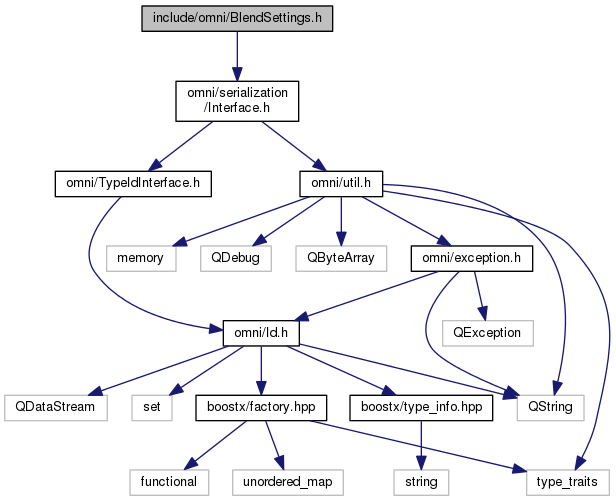 include/omni/BlendSettings.h
omni/serialization
/Interface.h
omni/TypeIdInterface.h
omni/util.h
memory
QDebug
QByteArray
omni/exception.h
omni/Id.h
QException
QDataStream
set
boostx/factory.hpp
boostx/type_info.hpp
QString
functional
unordered_map
string
type_traits